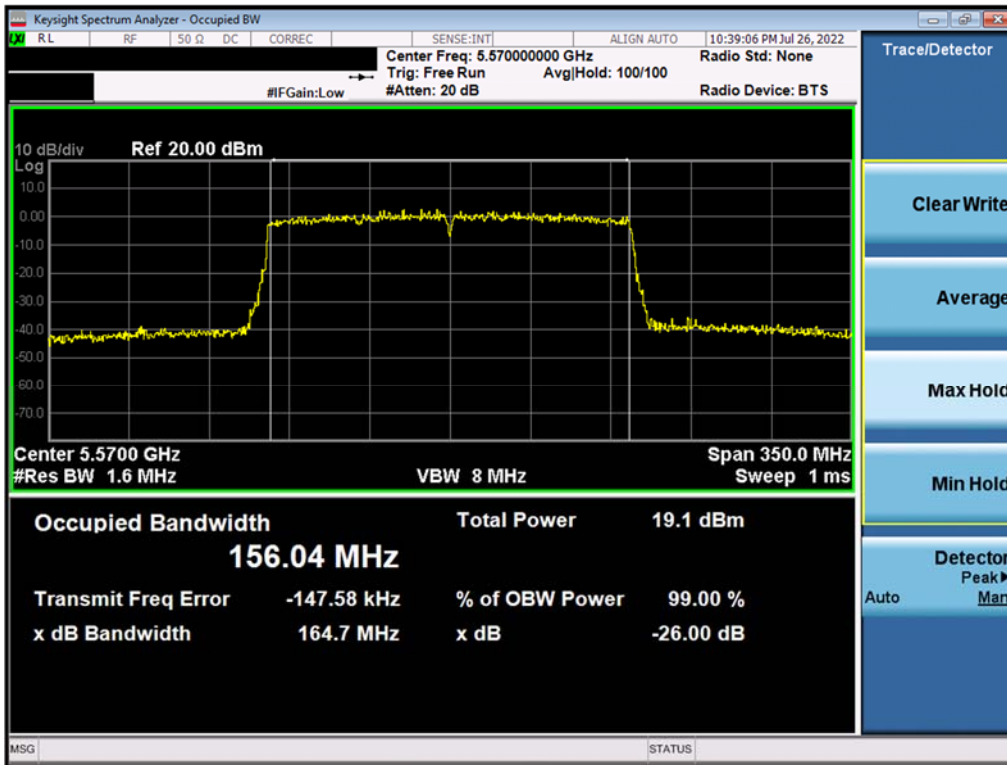 Keysight Spectrum Analyzer - Occupied BW
LXI RL RF 50 Ω DC CORREC SENSE:INT ALIGN AUTO 10:39:06 PM Jul 26, 2022
Center Freq: 5.570000000 GHz Radio Std: None
Trig: Free Run Avg|Hold: 100/100
#IFGain:Low #Atten: 20 dB Radio Device: BTS
10 dB/div Ref 20.00 dBm
Log
10.0
0.00
-10.0
-20.0
-30.0
-40.0
-50.0
-60.0
-70.0
Center 5.5700 GHz Span 350.0 MHz
#Res BW 1.6 MHz VBW 8 MHz Sweep 1 ms
Occupied Bandwidth Total Power 19.1 dBm
156.04 MHz
Transmit Freq Error -147.58 kHz % of OBW Power 99.00 %
x dB Bandwidth 164.7 MHz x dB -26.00 dB
MSG STATUS
Trace/Detector
Clear Write
Average
Max Hold
Min Hold
Detector
Peak
Auto Man